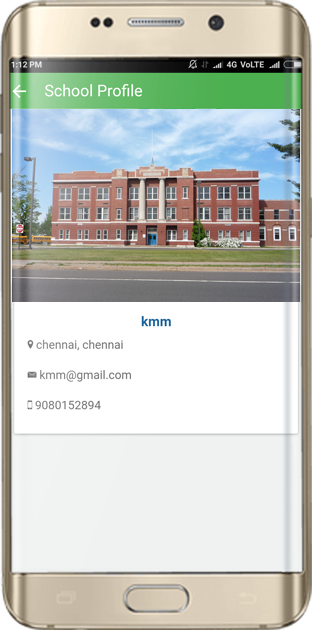 1:12 PM 4G VoLTE
School Profile
kmm
chennai, chennai
kmm@gmail.com
9080152894